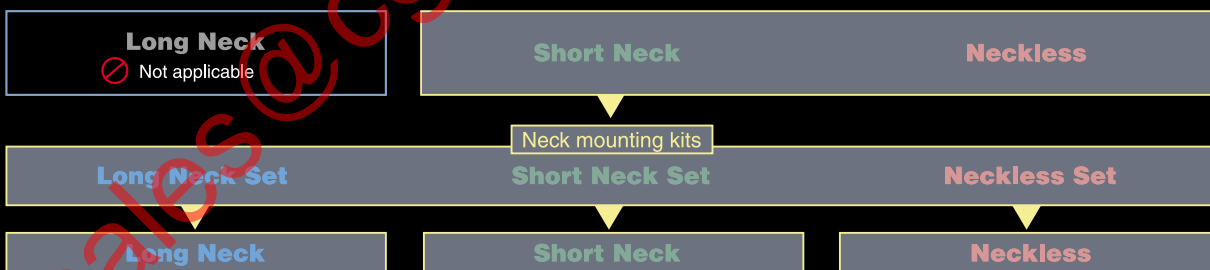 Long Neck
Not applicable
Short Neck
Neckless
Neck mounting kits
Long Neck Set
Short Neck Set
Neckless Set
Long Neck
Short Neck
Neckless